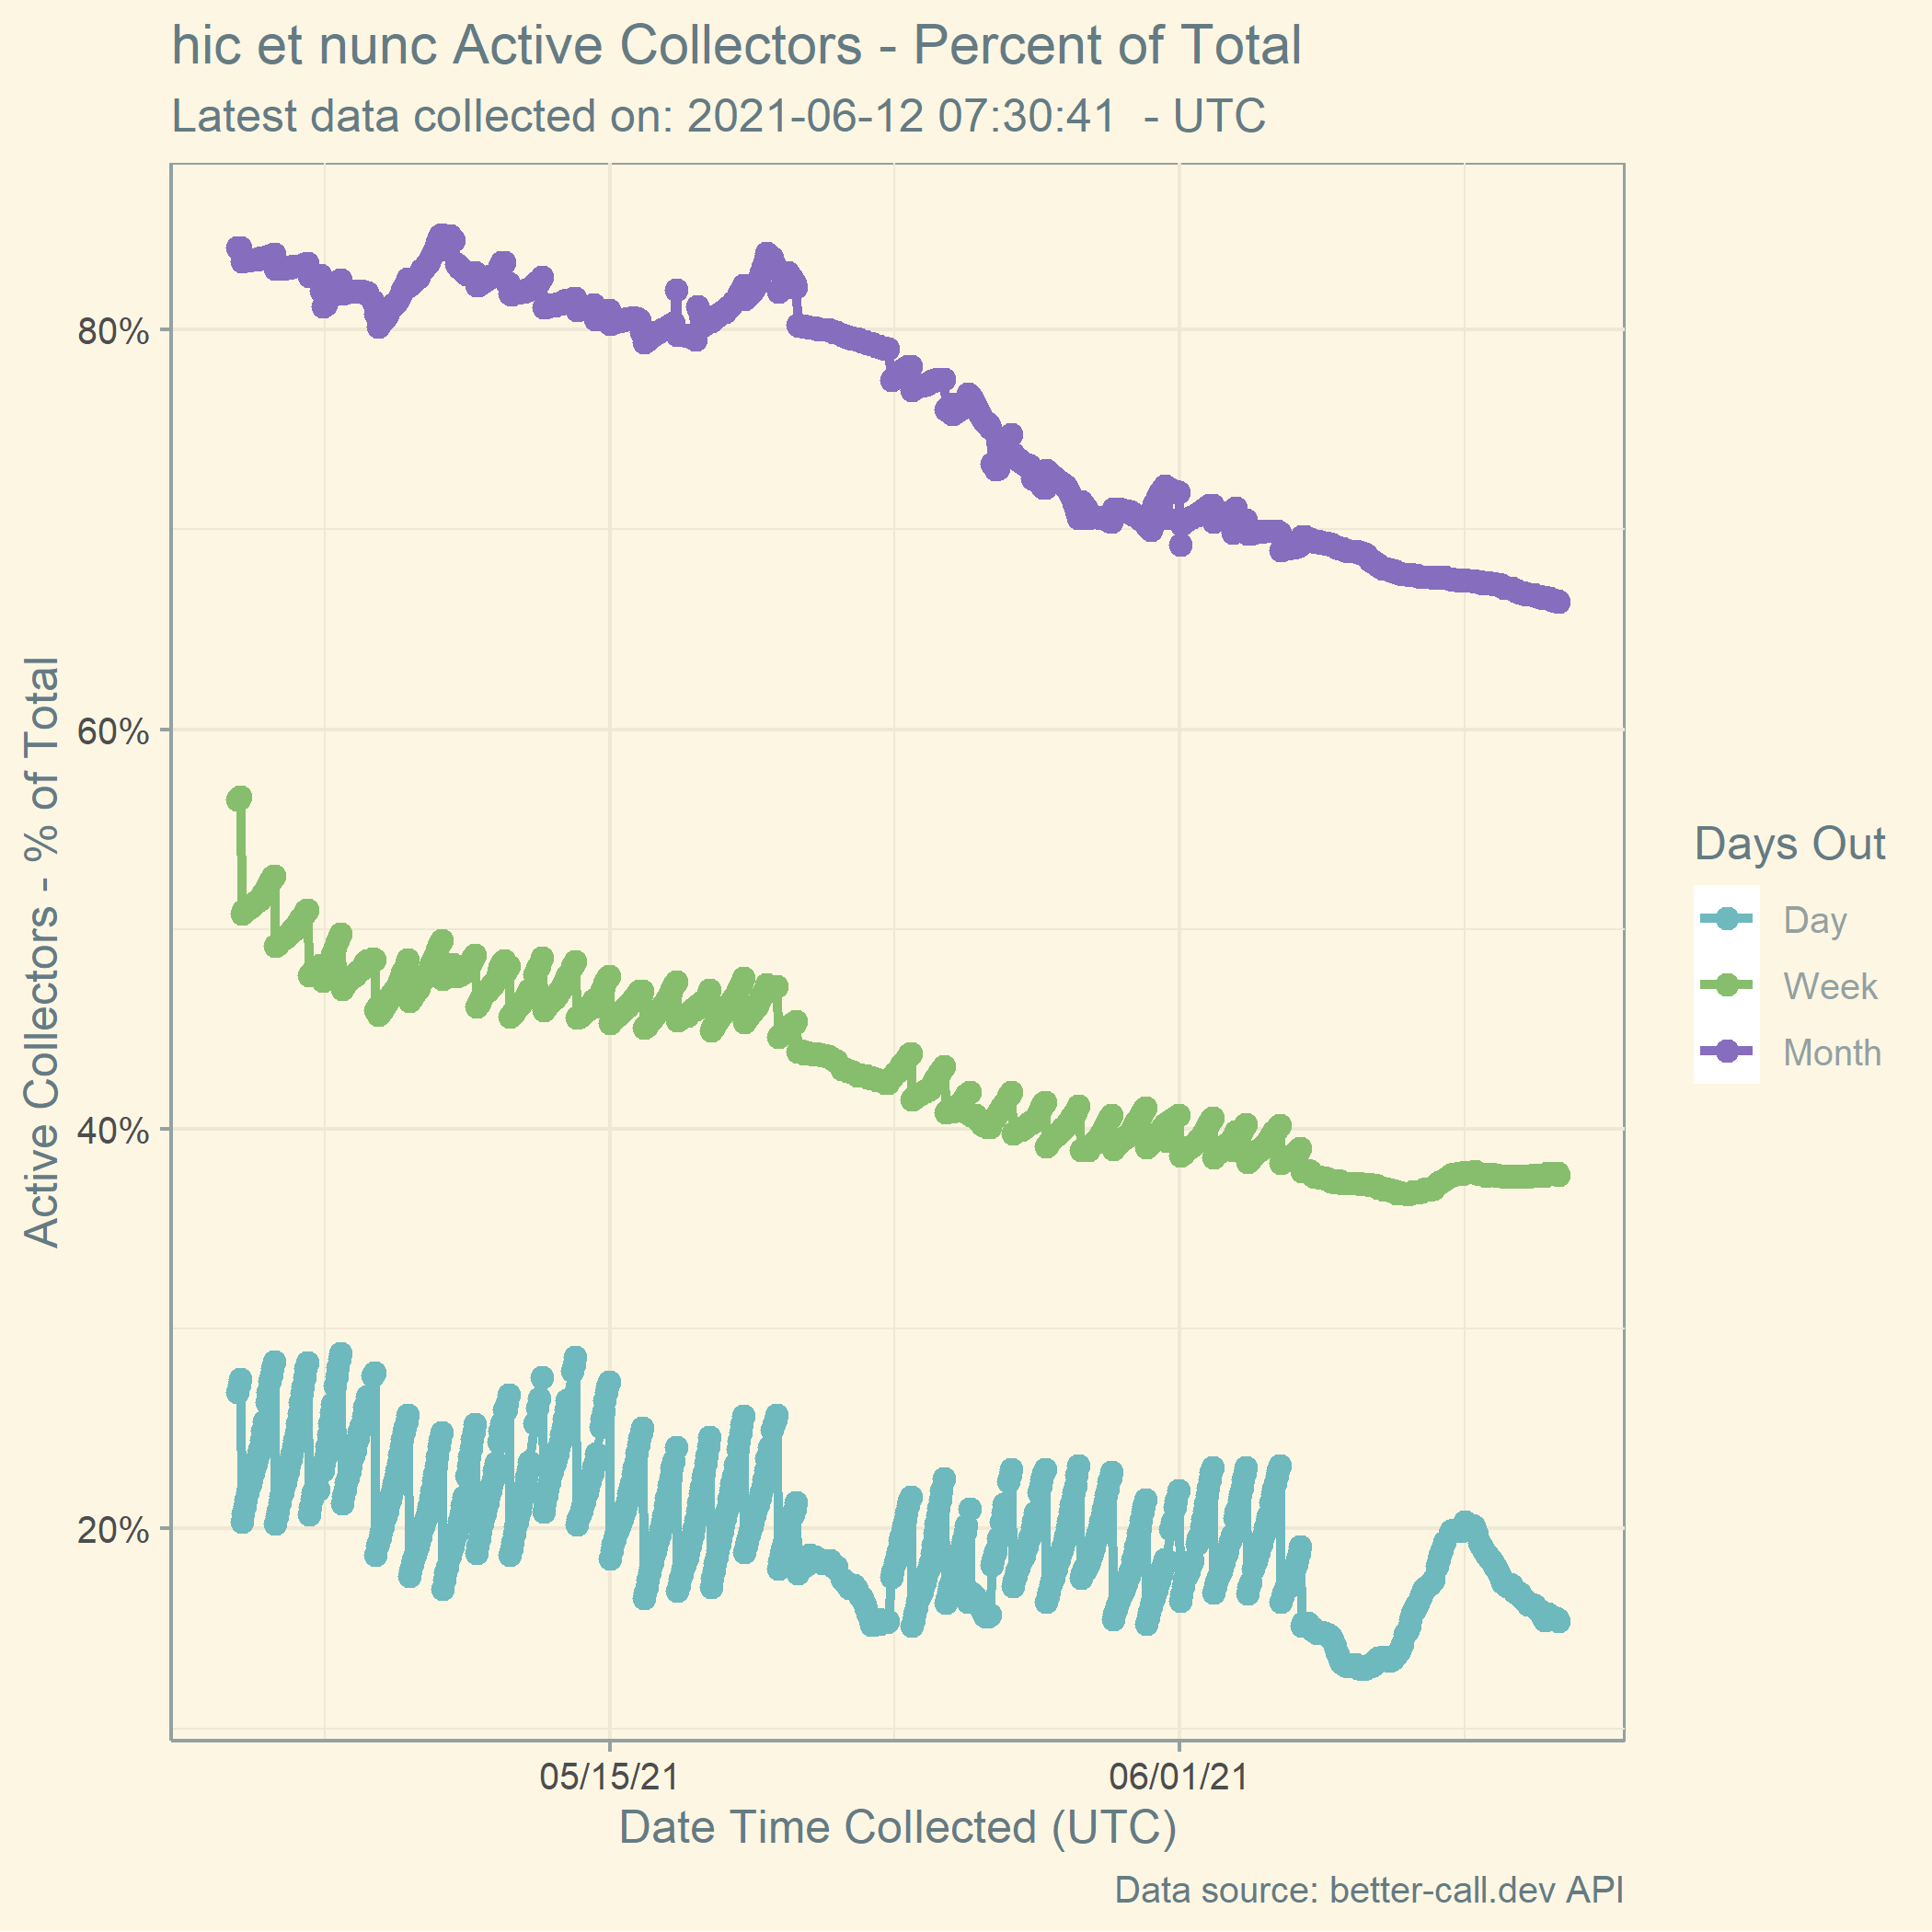 hic et nunc Active Collectors - Percent of Total
Latest data collected on: 2021-06-12 07:30:41  - UTC
Active Collectors - % of Total
80%
60%
40%
20%
05/15/21
06/01/21
Date Time Collected (UTC)
Days Out
Day
Week
Month
Data source: better-call.dev API